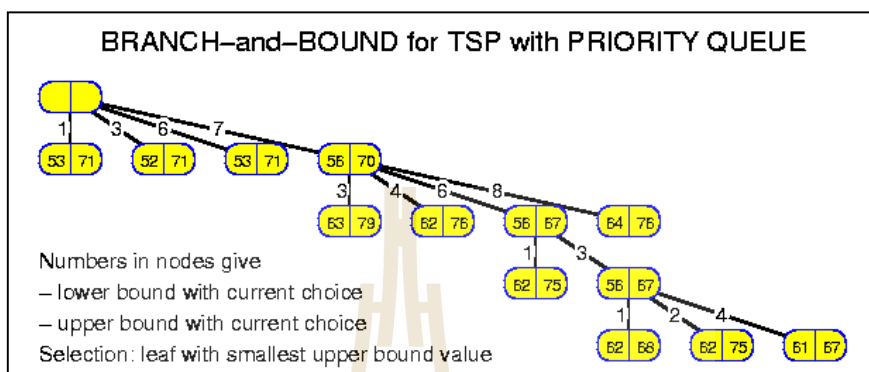 BRANCH–and–BOUND for TSP with PRIORITY QUEUE
1 3 6 7
53 71 52 71 53 71 56 70
3 4 6 8
63 79 62 76 56 67 64 76
Numbers in nodes give
1 3
– lower bound with current choice
62 75 56 67
– upper bound with current choice
1 2 4
Selection: leaf with smallest upper bound value
62 68 62 75 61 67